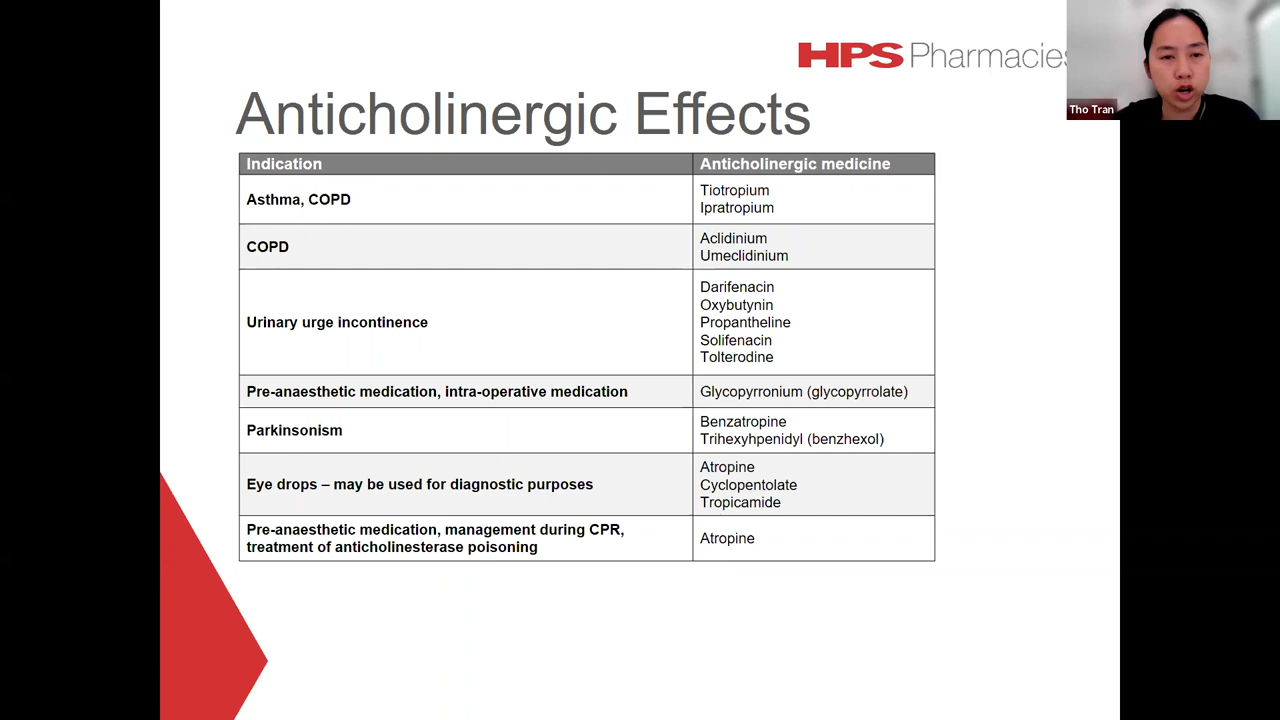 HPS Pharmacies
Tho Tran
Anticholinergic Effects
Indication Anticholinergic medicine
Asthma, COPD
Tiotropium
Ipratropium
COPD
Aclidinium
Umeclidinium
Urinary urge incontinence
Darifenacin
Oxybutynin
Propantheline
Solifenacin
Tolterodine
Pre-anaesthetic medication, intra-operative medication
Glycopyrronium (glycopyrrolate)
Parkinsonism
Benzatropine
Trihexyhpenidyl (benzhexol)
Eye drops – may be used for diagnostic purposes
Atropine
Cyclopentolate
Tropicamide
Pre-anaesthetic medication, management during CPR,
treatment of anticholinesterase poisoning
Atropine